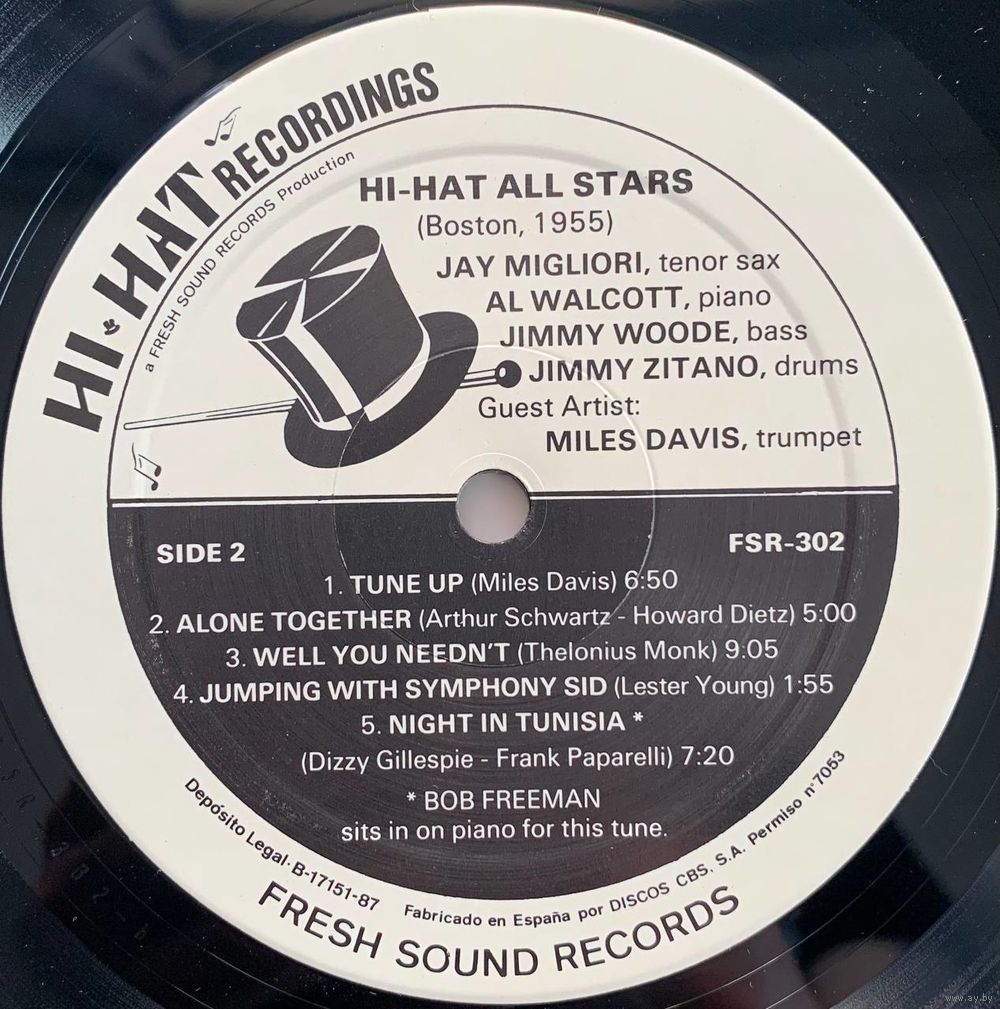 HI-HAT RECORDINGS
a FRESH SOUND RECORDS Production
HI-HAT ALL STARS
(Boston, 1955)
JAY MIGLIORI, tenor sax
AL WALCOTT, piano
JIMMY WOODE, bass
JIMMY ZITANO, drums
Guest Artist:
MILES DAVIS, trumpet
SIDE 2
FSR-302
1. TUNE UP (Miles Davis) 6:50
2. ALONE TOGETHER (Arthur Schwartz - Howard Dietz) 5:00
3. WELL YOU NEEDN'T (Thelonius Monk) 9.05
4. JUMPING WITH SYMPHONY SID (Lester Young) 1:55
5. NIGHT IN TUNISIA *
(Dizzy Gillespie - Frank Paparelli) 7:20
* BOB FREEMAN
sits in on piano for this tune.
Depósito Legal. B-17151-87
Fabricado en España por DISCOS CBS, S.A. Permiso n° 7053
FRESH SOUND RECORDS
www.ay.by